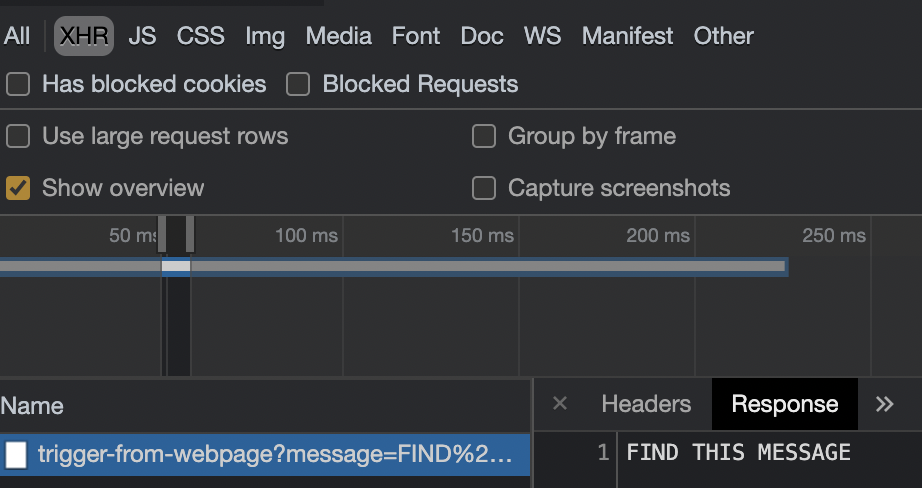 All XHR JS CSS Img Media Font Doc WS Manifest Other
Has blocked cookies Blocked Requests
Use large request rows Group by frame
Show overview Capture screenshots
50 ms 100 ms 150 ms 200 ms 250 ms
Name × Headers Response »
trigger-from-webpage?message=FIND%2... 1 FIND THIS MESSAGE